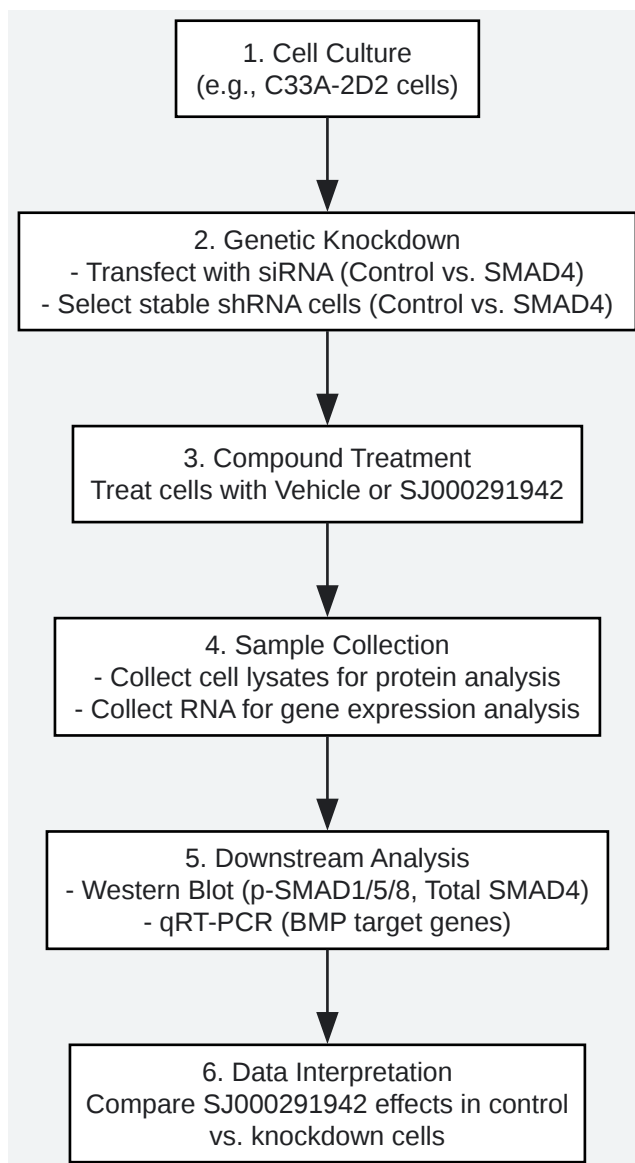 1. Cell Culture
(e.g., C33A-2D2 cells)
2. Genetic Knockdown
- Transfect with siRNA (Control vs. SMAD4)
- Select stable shRNA cells (Control vs. SMAD4)
3. Compound Treatment
Treat cells with Vehicle or SJ000291942
4. Sample Collection
- Collect cell lysates for protein analysis
- Collect RNA for gene expression analysis
5. Downstream Analysis
- Western Blot (p-SMAD1/5/8, Total SMAD4)
- qRT-PCR (BMP target genes)
6. Data Interpretation
Compare SJ000291942 effects in control
vs. knockdown cells